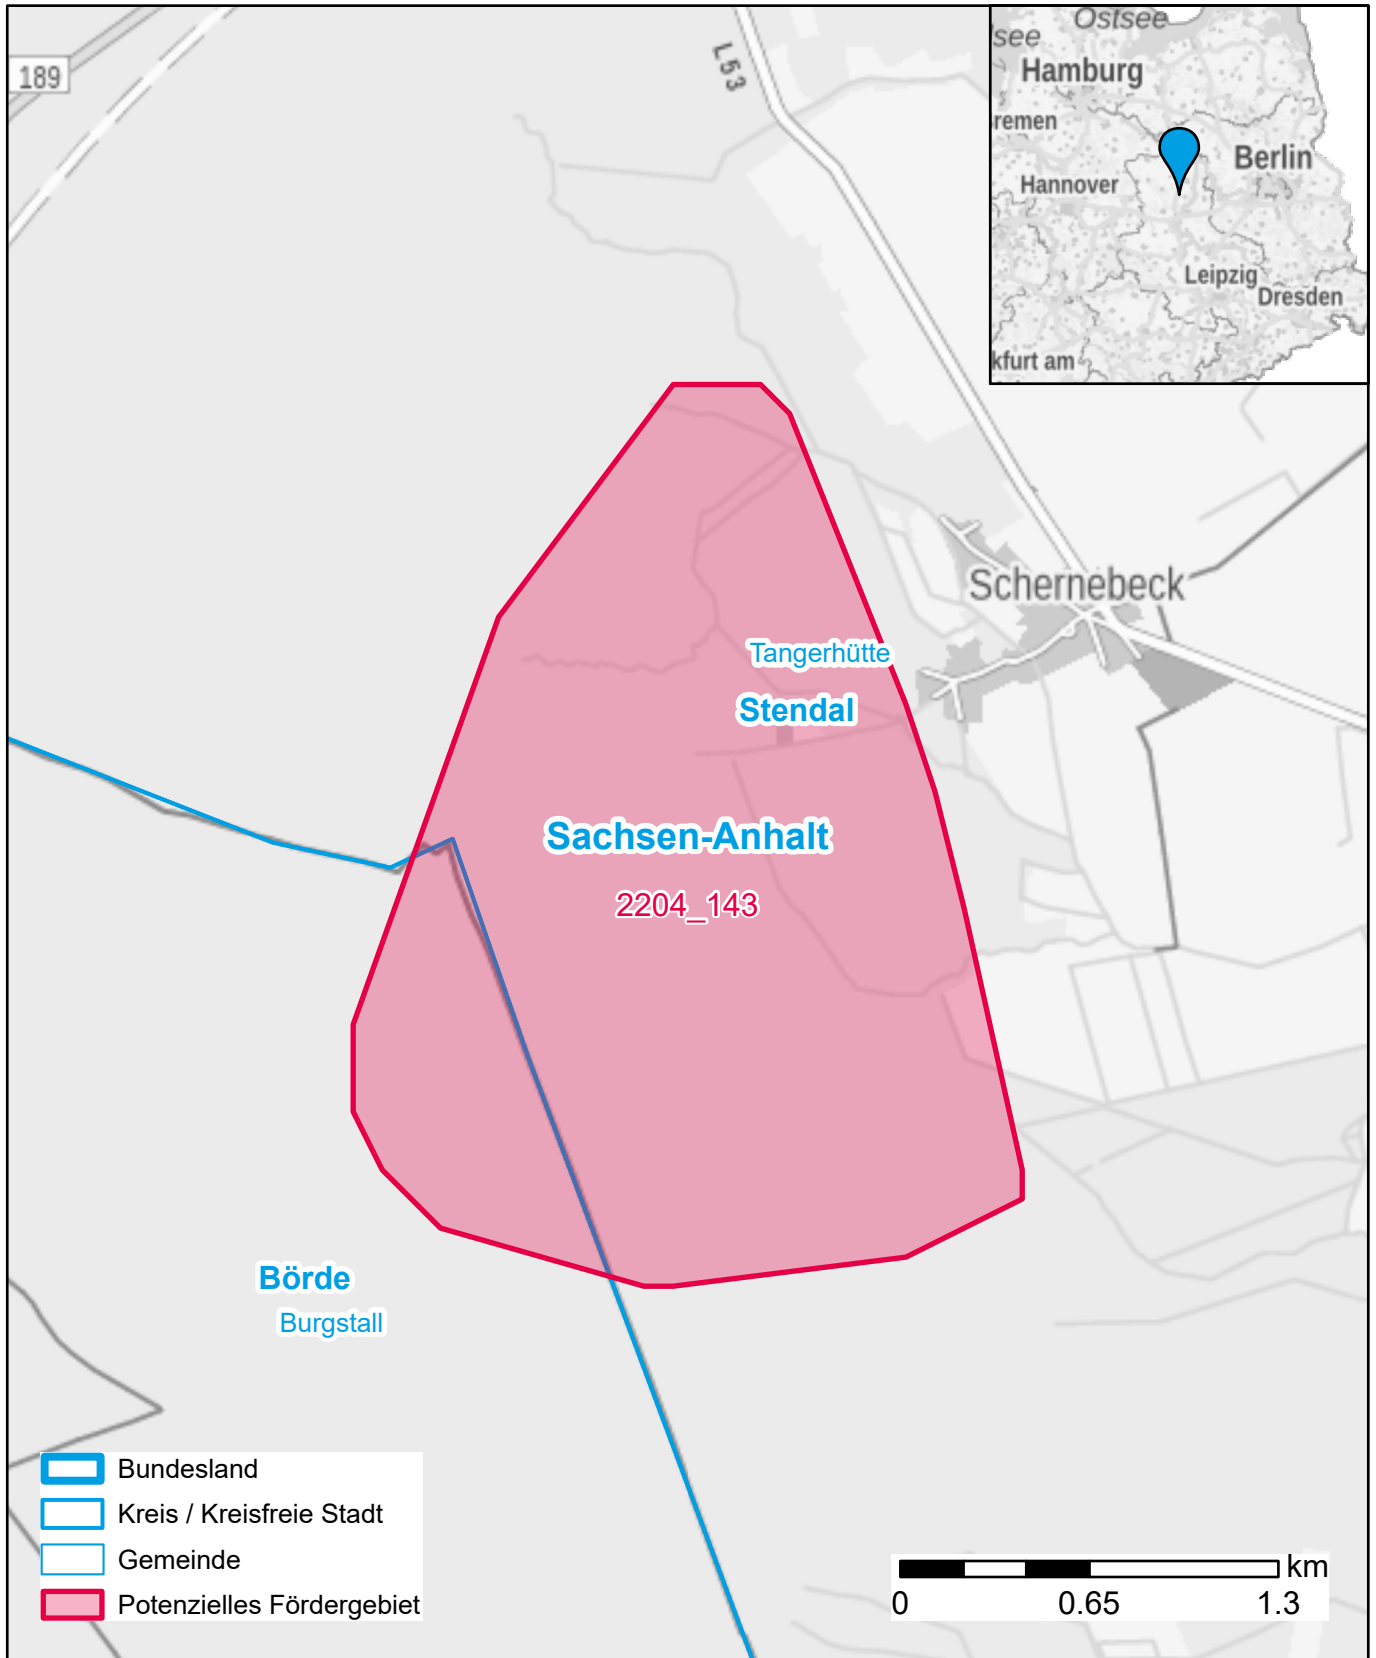 189
L53
Ostsee
see
Hamburg
remen
Berlin
Hannover
Leipzig
Dresden
kfurt am
Schernebeck
Tangerhütte
Stendal
Sachsen-Anhalt
2204_143
Börde
Burgstall
Bundesland
Kreis / Kreisfreie Stadt
Gemeinde
Potenzielles Fördergebiet
km
0 0.65 1.3